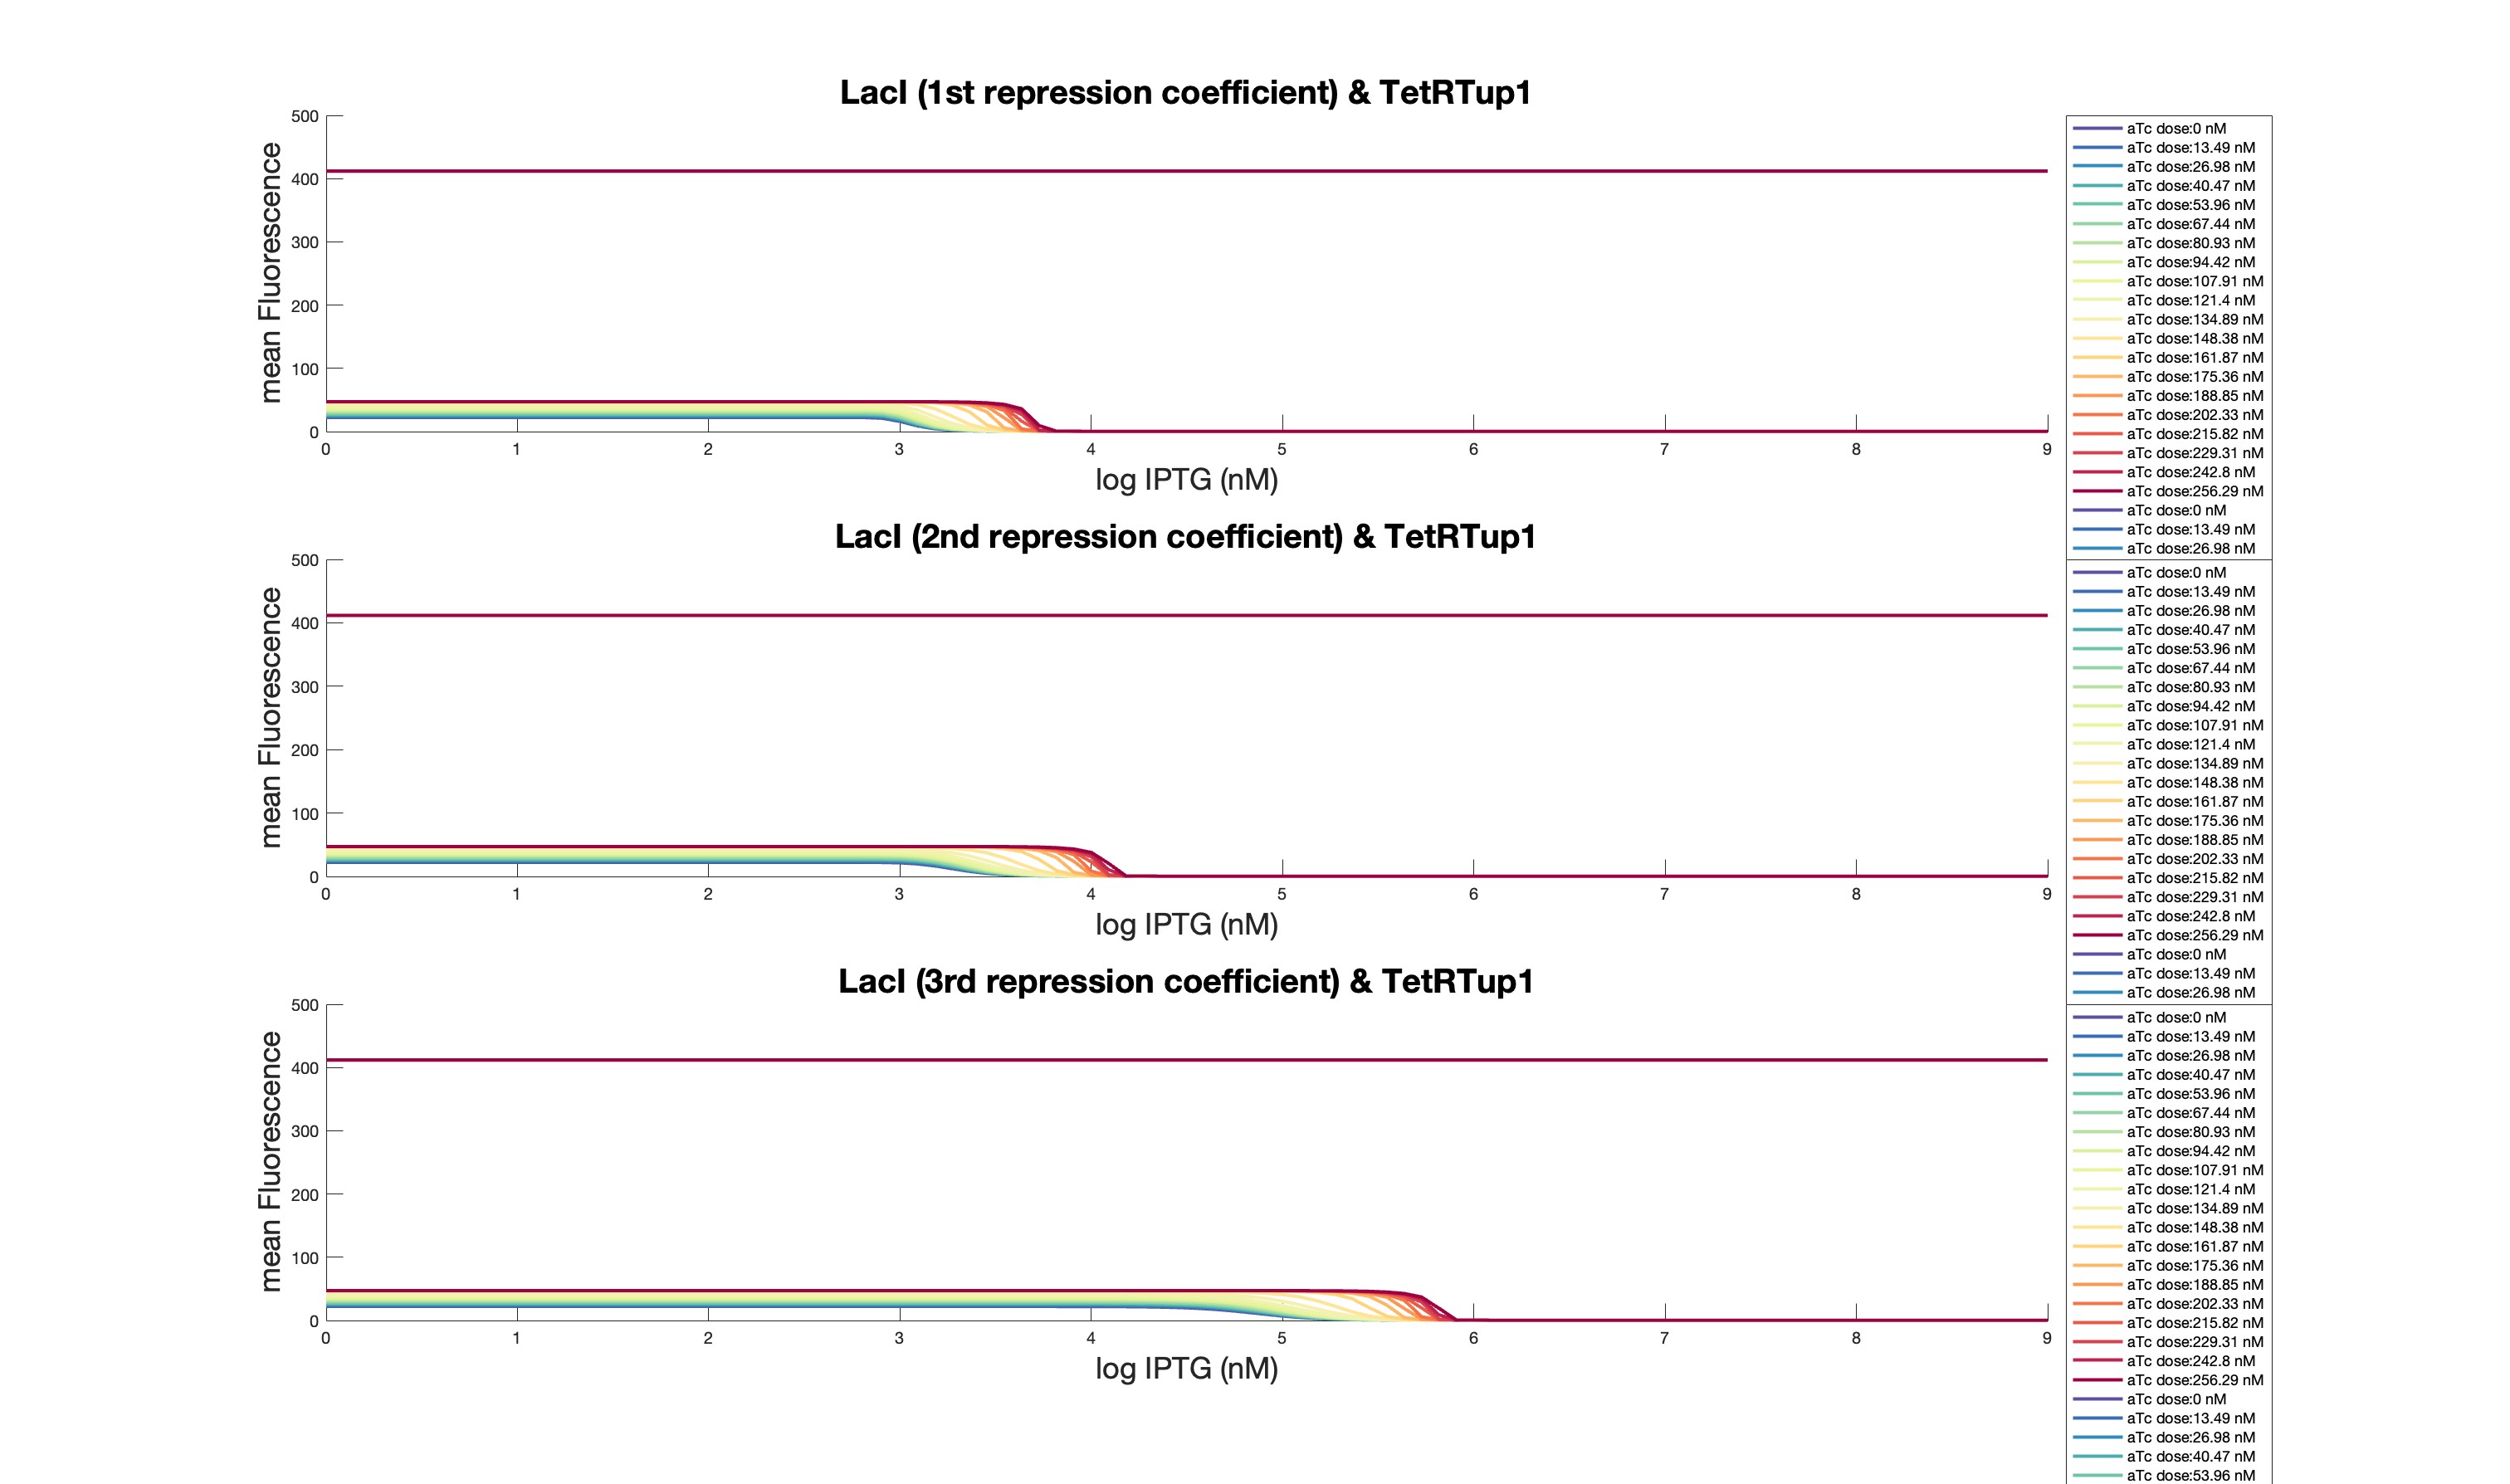 LacI (1st repression coefficient) & TetRTup1
500
400
300
200
100
0
mean Fluorescence
0 1 2 3 4 5 6 7 8 9
log IPTG (nM)
aTc dose:0 nM
aTc dose:13.49 nM
aTc dose:26.98 nM
aTc dose:40.47 nM
aTc dose:53.96 nM
aTc dose:67.44 nM
aTc dose:80.93 nM
aTc dose:94.42 nM
aTc dose:107.91 nM
aTc dose:121.4 nM
aTc dose:134.89 nM
aTc dose:148.38 nM
aTc dose:161.87 nM
aTc dose:175.36 nM
aTc dose:188.85 nM
aTc dose:202.33 nM
aTc dose:215.82 nM
aTc dose:229.31 nM
aTc dose:242.8 nM
aTc dose:256.29 nM
aTc dose:0 nM
aTc dose:13.49 nM
aTc dose:26.98 nM
LacI (2nd repression coefficient) & TetRTup1
500
400
300
200
100
0
mean Fluorescence
0 1 2 3 4 5 6 7 8 9
log IPTG (nM)
aTc dose:0 nM
aTc dose:13.49 nM
aTc dose:26.98 nM
aTc dose:40.47 nM
aTc dose:53.96 nM
aTc dose:67.44 nM
aTc dose:80.93 nM
aTc dose:94.42 nM
aTc dose:107.91 nM
aTc dose:121.4 nM
aTc dose:134.89 nM
aTc dose:148.38 nM
aTc dose:161.87 nM
aTc dose:175.36 nM
aTc dose:188.85 nM
aTc dose:202.33 nM
aTc dose:215.82 nM
aTc dose:229.31 nM
aTc dose:242.8 nM
aTc dose:256.29 nM
aTc dose:0 nM
aTc dose:13.49 nM
aTc dose:26.98 nM
LacI (3rd repression coefficient) & TetRTup1
500
400
300
200
100
0
mean Fluorescence
0 1 2 3 4 5 6 7 8 9
log IPTG (nM)
aTc dose:0 nM
aTc dose:13.49 nM
aTc dose:26.98 nM
aTc dose:40.47 nM
aTc dose:53.96 nM
aTc dose:67.44 nM
aTc dose:80.93 nM
aTc dose:94.42 nM
aTc dose:107.91 nM
aTc dose:121.4 nM
aTc dose:134.89 nM
aTc dose:148.38 nM
aTc dose:161.87 nM
aTc dose:175.36 nM
aTc dose:188.85 nM
aTc dose:202.33 nM
aTc dose:215.82 nM
aTc dose:229.31 nM
aTc dose:242.8 nM
aTc dose:256.29 nM
aTc dose:0 nM
aTc dose:13.49 nM
aTc dose:26.98 nM
aTc dose:40.47 nM
aTc dose:53.96 nM